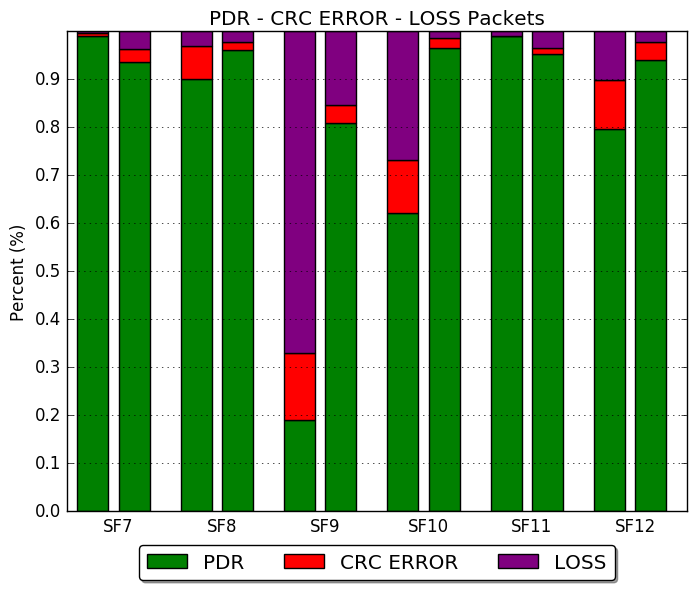 PDR - CRC ERROR - LOSS Packets
Percent (%)
0.9
0.8
0.7
0.6
0.5
0.4
0.3
0.2
0.1
0.0
SF7 SF8 SF9 SF10 SF11 SF12
PDR CRC ERROR LOSS